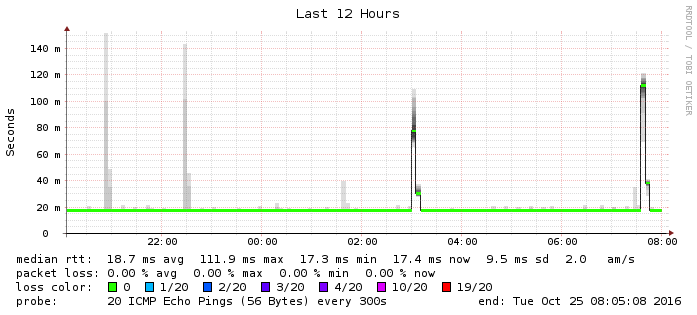 Last 12 Hours
RRDTOOL / TOBI OETIKER
Seconds
140 m
120 m
100 m
80 m
60 m
40 m
20 m
0
22:00 00:00 02:00 04:00 06:00 08:00
median rtt: 18.7 ms avg 111.9 ms max 17.3 ms min 17.4 ms now 9.5 ms sd 2.0 am/s
packet loss: 0.00 % avg 0.00 % max 0.00 % min 0.00 % now
loss color: 0 1/20 2/20 3/20 4/20 10/20 19/20
probe: 20 ICMP Echo Pings (56 Bytes) every 300s end: Tue Oct 25 08:05:08 2016